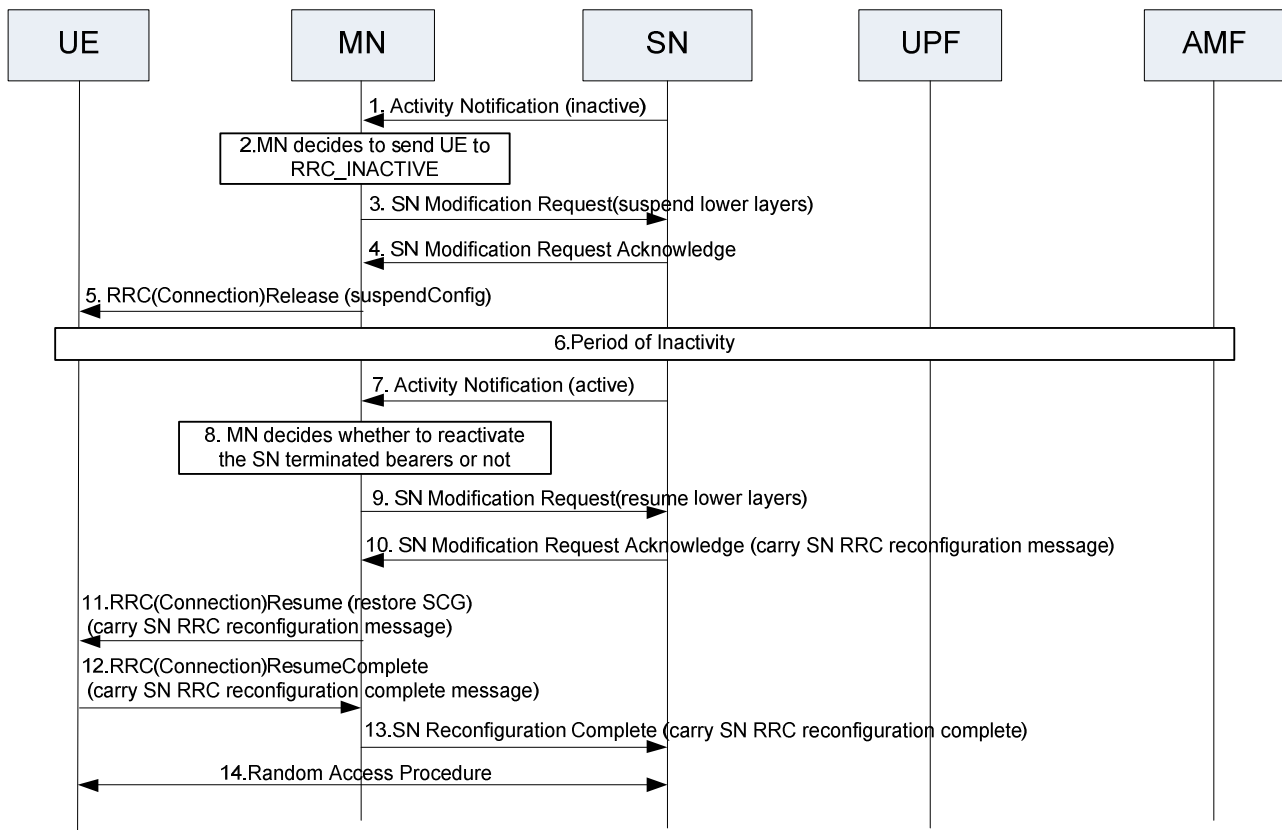 UE
MN
SN
UPF
AMF
1. Activity Notification (inactive)
2.MN decides to send UE to
RRC_INACTIVE
3. SN Modification Request(suspend lower layers)
4. SN Modification Request Acknowledge
5. RRC(Connection)Release (suspendConfig)
6.Period of Inactivity
7. Activity Notification (active)
8. MN decides whether to reactivate
the SN terminated bearers or not
9. SN Modification Request(resume lower layers)
10. SN Modification Request Acknowledge (carry SN RRC reconfiguration message)
11.RRC(Connection)Resume (restore SCG)
(carry SN RRC reconfiguration message)
12.RRC(Connection)ResumeComplete
(carry SN RRC reconfiguration complete message)
13.SN Reconfiguration Complete (carry SN RRC reconfiguration complete)
14.Random Access Procedure